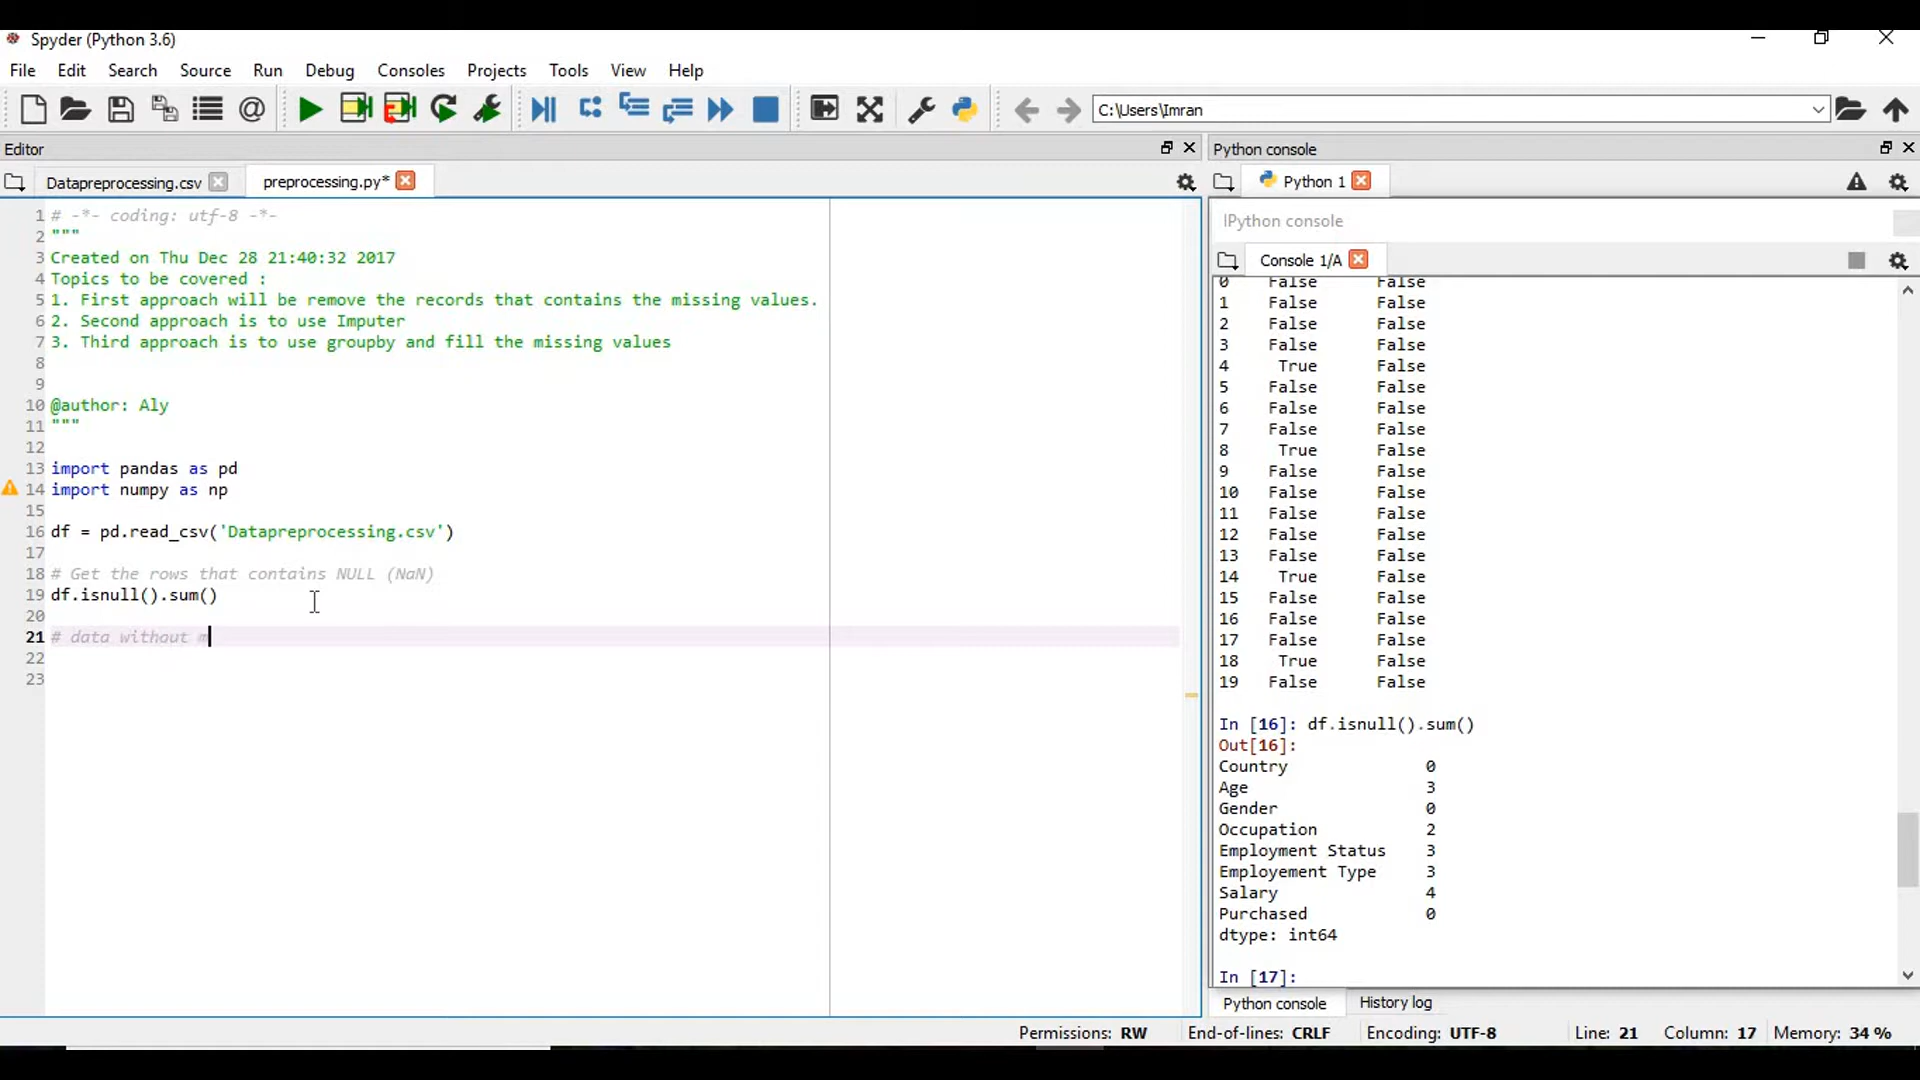 Spyder (Python 3.6)
File Edit Search Source Run Debug Consoles Projects Tools View Help
C:\Users\Imran
Editor
Datapreprocessing.csv preprocessing.py*
1 # -*- coding: utf-8 -*-
2 """
3 Created on Thu Dec 28 21:40:32 2017
4 Topics to be covered :
5 1. First approach will be remove the records that contains the missing values.
6 2. Second approach is to use Imputer
7 3. Third approach is to use groupby and fill the missing values
8
9
10 @author: Aly
11 """
12
13 import pandas as pd
14 import numpy as np
15
16 df = pd.read_csv('Datapreprocessing.csv')
17
18 # Get the rows that contains NULL (NaN)
19 df.isnull().sum()
20
21 # data without m
22
23
Python console
Python 1
IPython console
Console 1/A
0 False False
1 False False
2 False False
3 False False
4 True False
5 False False
6 False False
7 False False
8 True False
9 False False
10 False False
11 False False
12 False False
13 False False
14 True False
15 False False
16 False False
17 False False
18 True False
19 False False
In [16]: df.isnull().sum()
Out[16]:
Country 0
Age 3
Gender 0
Occupation 2
Employment Status 3
Employement Type 3
Salary 4
Purchased 0
dtype: int64
In [17]:
Python console History log
Permissions: RW End-of-lines: CRLF Encoding: UTF-8 Line: 21 Column: 17 Memory: 34 %